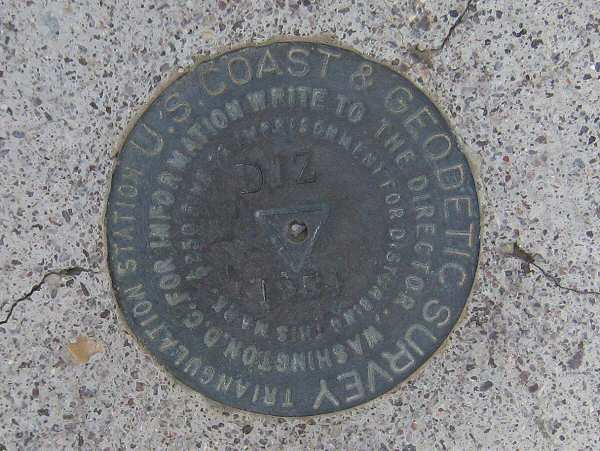 U.S. COAST & GEODETIC SURVEY
TRIANGULATION STATION
FOR INFORMATION WRITE TO THE DIRECTOR. WASHINGTON, D.C.
$250 FINE OR IMPRISONMENT FOR DISTURBING THIS MARK.
DIZ